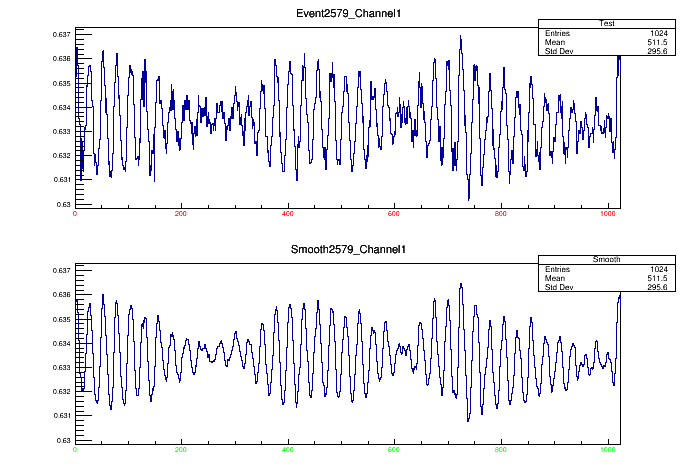 Event2579_Channel1
Test
Entries 1024
Mean 511.5
Std Dev 295.6
0.637
0.636
0.635
0.634
0.633
0.632
0.631
0.63
0 200 400 600 800 1000
Smooth2579_Channel1
Smooth
Entries 1024
Mean 511.5
Std Dev 295.6
0.637
0.636
0.635
0.634
0.633
0.632
0.631
0.63
0 200 400 600 800 1000